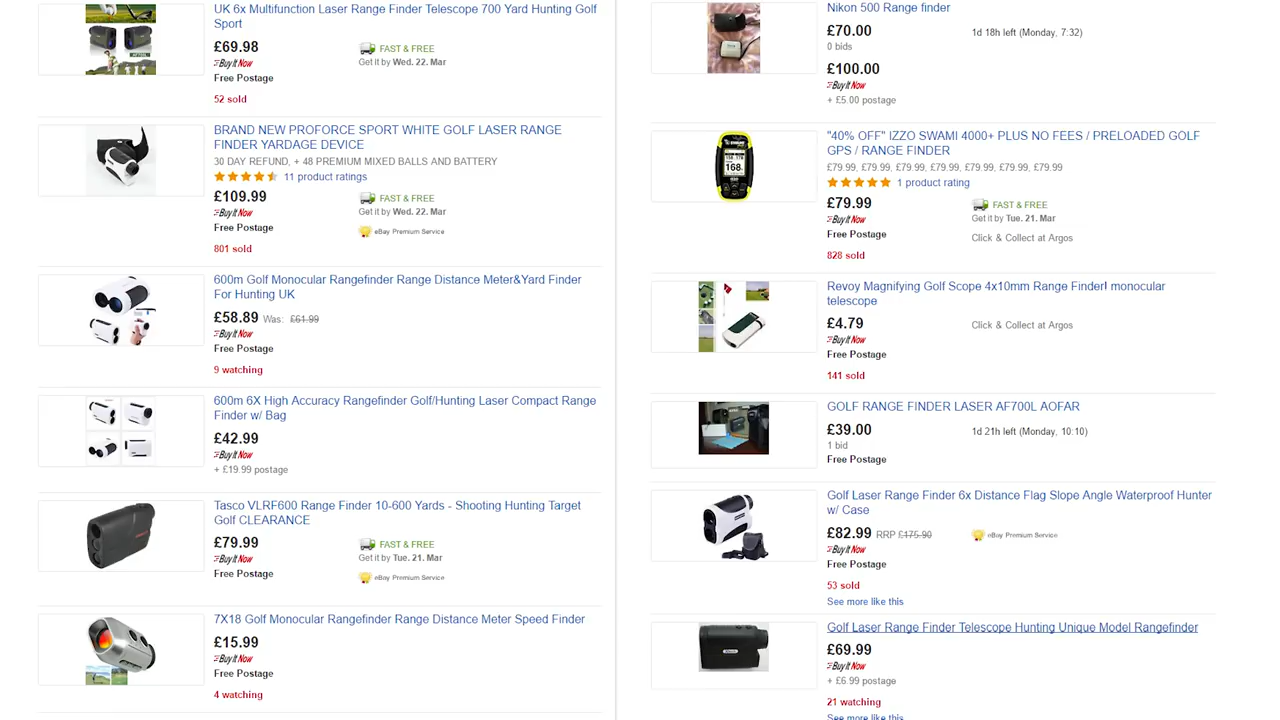 UK 6x Multifunction Laser Range Finder Telescope 700 Yard Hunting Golf
Sport
£69.98
FAST & FREE
Buy It Now
Get it by Wed. 22. Mar
Free Postage
52 sold
BRAND NEW PROFORCE SPORT WHITE GOLF LASER RANGE
FINDER YARDAGE DEVICE
30 DAY REFUND, + 48 PREMIUM MIXED BALLS AND BATTERY
11 product ratings
£109.99
FAST & FREE
Buy It Now
Get it by Wed. 22. Mar
Free Postage
eBay Premium Service
801 sold
600m Golf Monocular Rangefinder Range Distance Meter&Yard Finder
For Hunting UK
£58.89 Was: £61.99
Buy It Now
Free Postage
9 watching
600m 6X High Accuracy Rangefinder Golf/Hunting Laser Compact Range
Finder w/ Bag
£42.99
Buy It Now
+ £19.99 postage
Tasco VLRF600 Range Finder 10-600 Yards - Shooting Hunting Target
Golf CLEARANCE
£79.99
FAST & FREE
Buy It Now
Get it by Tue. 21. Mar
Free Postage
eBay Premium Service
7X18 Golf Monocular Rangefinder Range Distance Meter Speed Finder
£15.99
Buy It Now
Free Postage
4 watching
Nikon 500 Range finder
£70.00
1d 18h left (Monday, 7:32)
0 bids
£100.00
Buy It Now
+ £5.00 postage
"40% OFF" IZZO SWAMI 4000+ PLUS NO FEES / PRELOADED GOLF
GPS / RANGE FINDER
£79.99, £79.99, £79.99, £79.99, £79.99, £79.99, £79.99
1 product rating
£79.99
FAST & FREE
Buy It Now
Get it by Tue. 21. Mar
Free Postage
Click & Collect at Argos
828 sold
168
Revoy Magnifying Golf Scope 4x10mm Range Finder! monocular
telescope
£4.79
Click & Collect at Argos
Buy It Now
Free Postage
141 sold
GOLF RANGE FINDER LASER AF700L AOFAR
£39.00
1d 21h left (Monday, 10:10)
1 bid
Free Postage
Golf Laser Range Finder 6x Distance Flag Slope Angle Waterproof Hunter
w/ Case
£82.99 RRP £175.90
eBay Premium Service
Buy It Now
Free Postage
53 sold
See more like this
Golf Laser Range Finder Telescope Hunting Unique Model Rangefinder
£69.99
Buy It Now
+ £6.99 postage
21 watching
See more like this